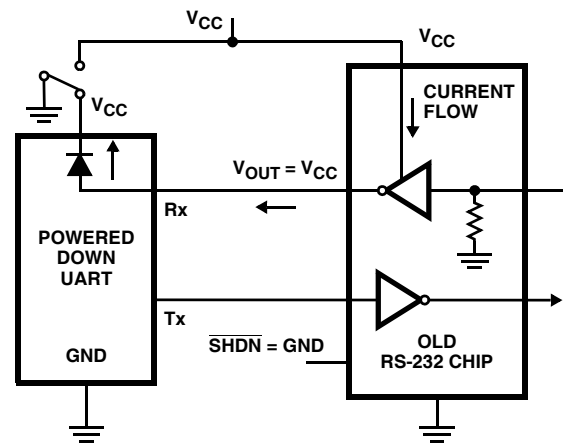 VCC
VCC
CURRENT
FLOW
VCC
VOUT = VCC
Rx
POWERED
DOWN
UART
Tx
SHDN = GND
OLD
RS-232 CHIP
GND